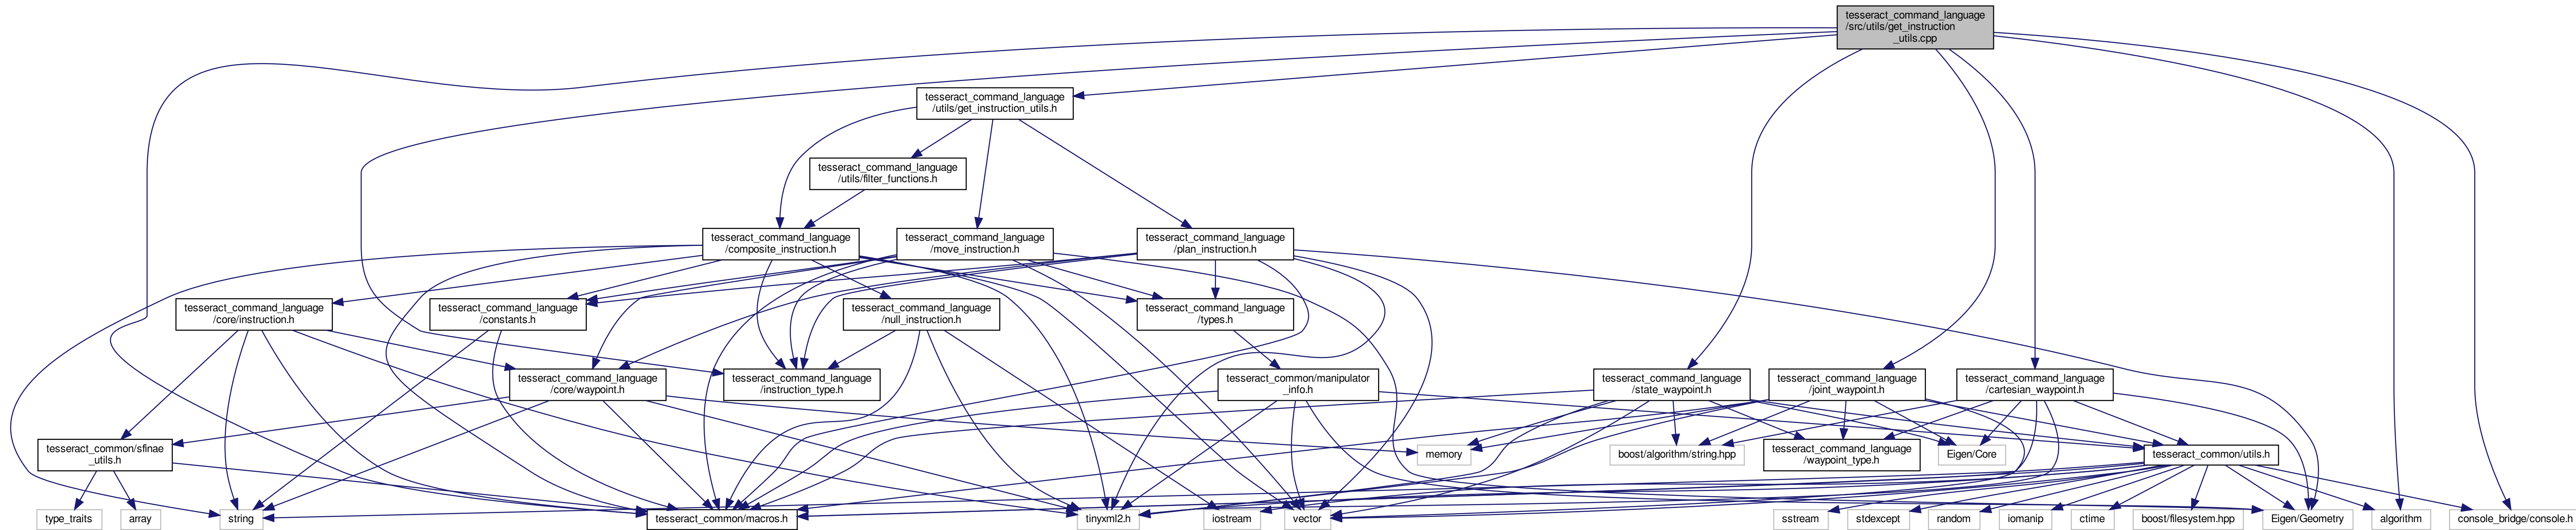 tesseract_command_language
/src/utils/get_instruction
_utils.cpp
tesseract_command_language
/utils/get_instruction_utils.h
tesseract_command_language
/utils/filter_functions.h
tesseract_command_language
/composite_instruction.h
tesseract_command_language
/move_instruction.h
tesseract_command_language
/plan_instruction.h
tesseract_command_language
/core/instruction.h
tesseract_command_language
/constants.h
tesseract_command_language
/null_instruction.h
tesseract_command_language
/types.h
tesseract_command_language
/core/waypoint.h
tesseract_command_language
/instruction_type.h
tesseract_common/manipulator
_info.h
tesseract_command_language
/state_waypoint.h
tesseract_command_language
/joint_waypoint.h
tesseract_command_language
/cartesian_waypoint.h
tesseract_common/sfinae
_utils.h
memory
boost/algorithm/string.hpp
tesseract_command_language
/waypoint_type.h
Eigen/Core
tesseract_common/utils.h
type_traits
array
string
tesseract_common/macros.h
tinyxml2.h
iostream
vector
sstream
stdexcept
random
iomanip
ctime
boost/filesystem.hpp
Eigen/Geometry
algorithm
console_bridge/console.h